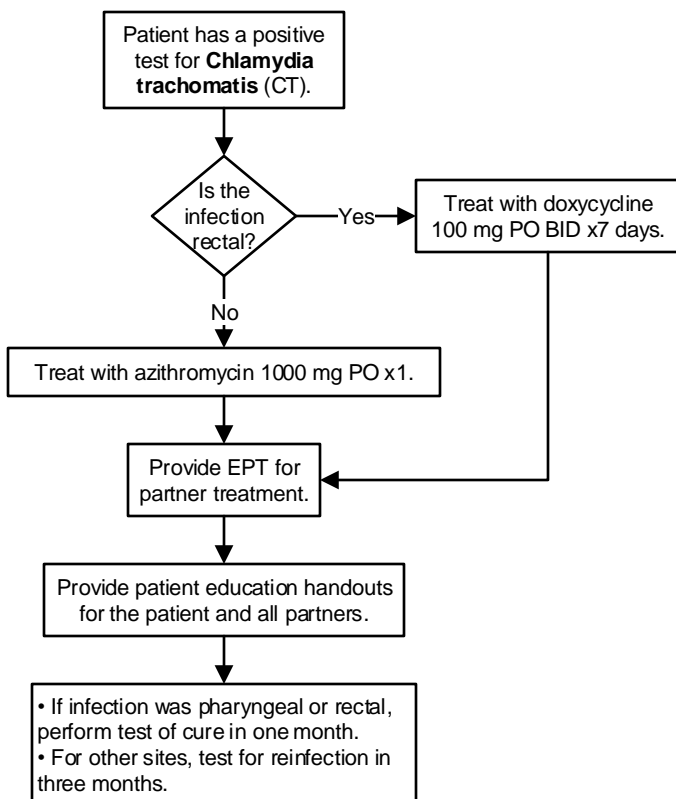 Patient has a positive
test for Chlamydia
trachomatis (CT).
Is the
infection
rectal?
Yes
Treat with doxycycline
100 mg PO BID x7 days.
No
Treat with azithromycin 1000 mg PO x1.
Provide EPT for
partner treatment.
Provide patient education handouts
for the patient and all partners.
• If infection was pharyngeal or rectal,
perform test of cure in one month.
• For other sites, test for reinfection in
three months.